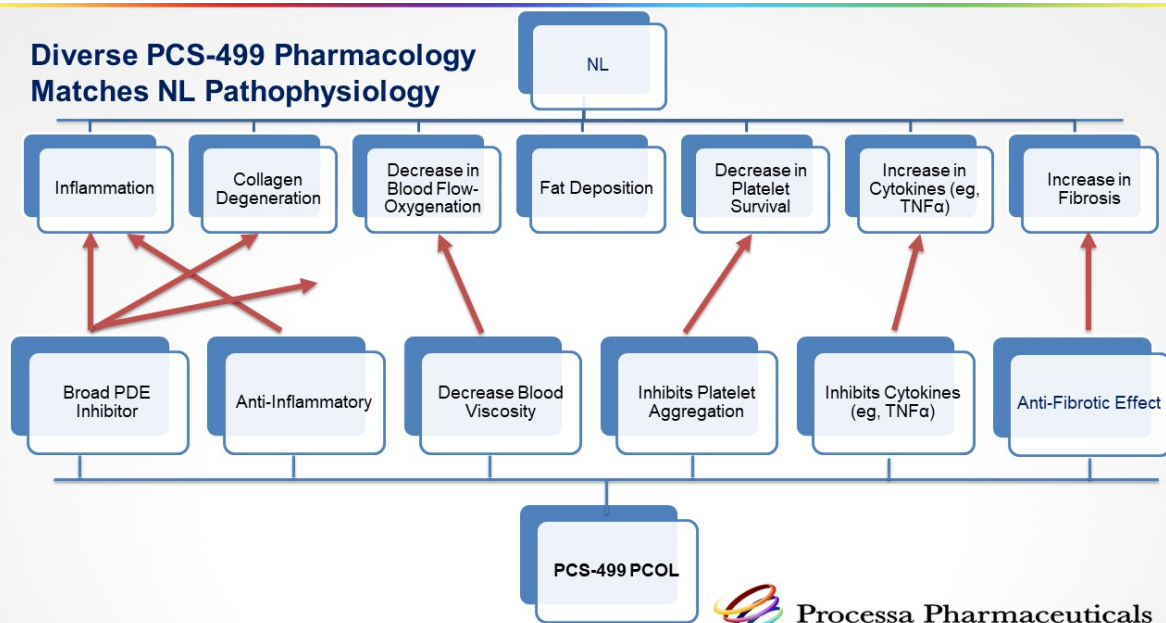 Diverse PCS-499 Pharmacology
Matches NL Pathophysiology
NL
Inflammation
Collagen
Degeneration
Decrease in
Blood Flow-
Oxygenation
Fat Deposition
Decrease in
Platelet
Survival
Increase in
Cytokines (eg,
TNFα)
Increase in
Fibrosis
Broad PDE
Inhibitor
Anti-Inflammatory
Decrease Blood
Viscosity
Inhibits Platelet
Aggregation
Inhibits Cytokines
(eg, TNFα)
Anti-Fibrotic Effect
PCS-499 PCOL
Processa Pharmaceuticals